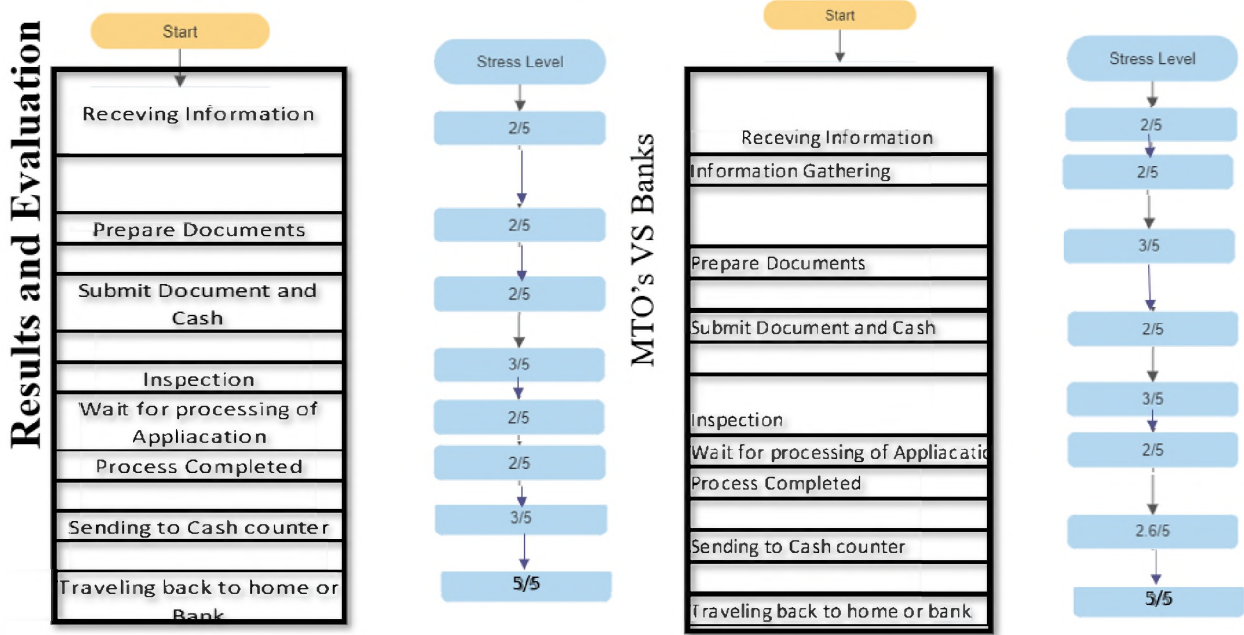 Results and Evaluation
Start
Receving Information
Prepare Documents
Submit Document and
Cash
Inspection
Wait for processing of
Appliacation
Process Completed
Sending to Cash counter
Traveling back to home or
Bank
Stress Level
2/5
2/5
2/5
3/5
2/5
2/5
3/5
5/5
MTO's VS Banks
Start
Receving Information
Information Gathering
Prepare Documents
Submit Document and Cash
Inspection
Wait for processing of Appliacatio
Process Completed
Sending to Cash counter
Traveling back to home or bank
Stress Level
2/5
2/5
3/5
2/5
3/5
2/5
2.6/5
5/5